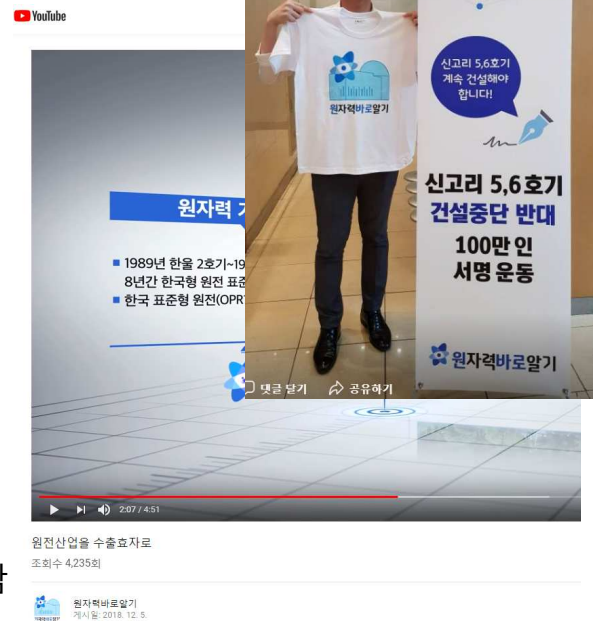 YouTube
원자력
■ 1989년 한울 2호기~19
8년간 한국형 원전 표준
■ 한국 표준형 원전(OPR
원자력바로알기
신고리 5,6호기
계속 건설해야
합니다!
신고리 5,6호기
건설중단 반대
100만 인
서명 운동
원자력바로알기
댓글 달기 공유하기
2:07 / 4:51
원전산업을 수출효자로
조회수 4,235회
원자력바로알기
게시일: 2018. 12. 5.